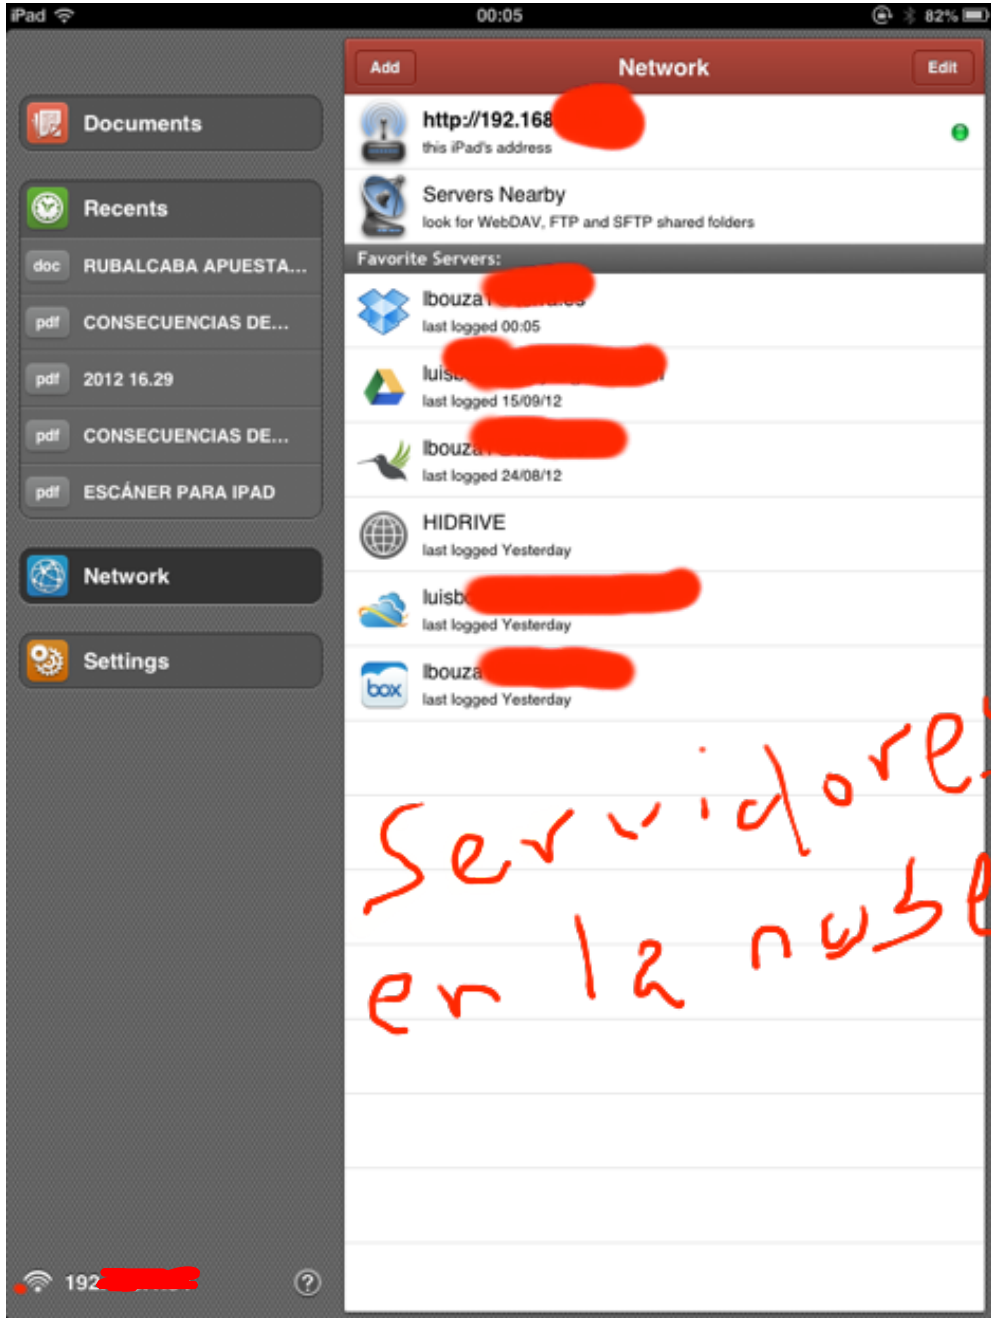 iPad 00:05 82%
Add Network Edit
Documents
Recents
doc RUBALCABA APUESTA...
pdf CONSECUENCIAS DE...
pdf 2012 16.29
pdf CONSECUENCIAS DE...
pdf ESCÁNER PARA IPAD
Network
Settings
192
http://192.168
this iPad's address
Servers Nearby
look for WebDAV, FTP and SFTP shared folders
Favorite Servers:
lbouza
last logged 00:05
luisb
last logged 15/09/12
lbouza
last logged 24/08/12
HIDRIVE
last logged Yesterday
luisb
last logged Yesterday
box
lbouza
last logged Yesterday
Servidores
en la nube